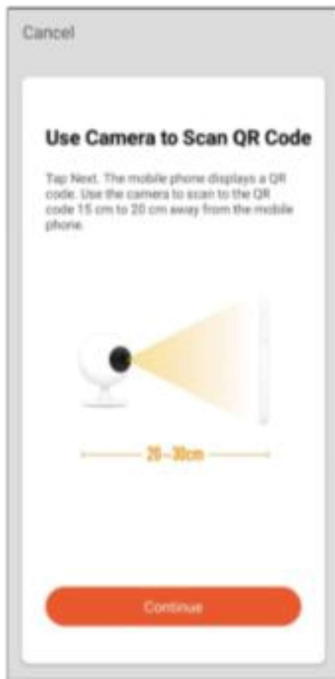 Cancel
Use Camera to Scan QR Code
Tap Next. The mobile phone displays a QR
code. Use the camera to scan to the QR
code 15 cm to 20 cm away from the mobile
phone.
20~30cm
Continue